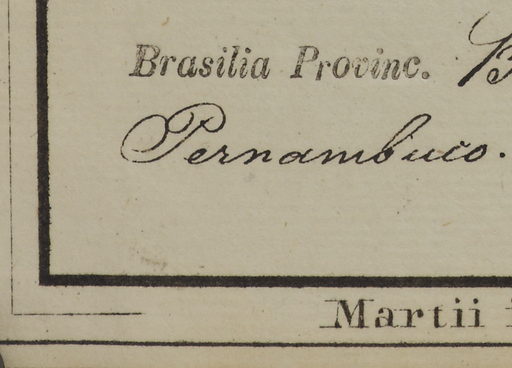 Brasilia Provinc.
Pernambuco.
Martii